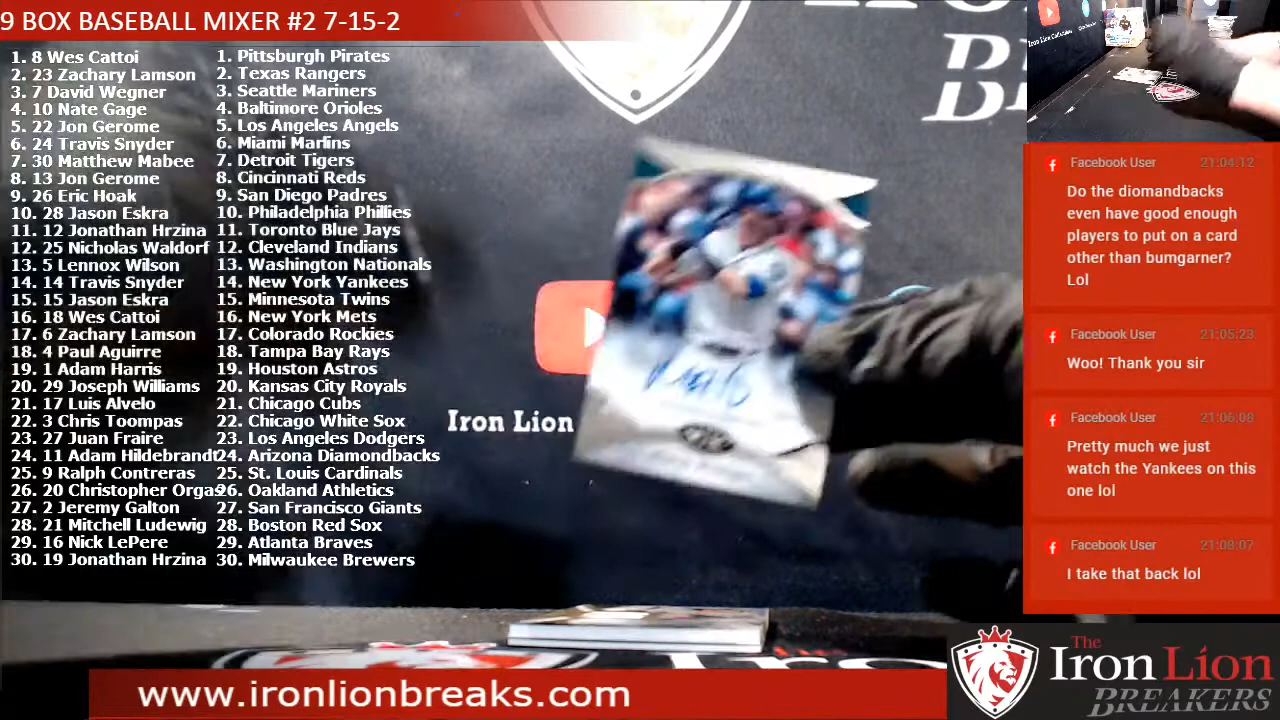 9 BOX BASEBALL MIXER #2 7-15-2
1. 8 Wes Cattoi
2. 23 Zachary Lamson
3. 7 David Wegner
4. 10 Nate Gage
5. 22 Jon Gerome
6. 24 Travis Snyder
7. 30 Matthew Mabee
8. 13 Jon Gerome
9. 26 Eric Hoak
10. 28 Jason Eskra
11. 12 Jonathan Hrzina
12. 25 Nicholas Waldorf
13. 5 Lennox Wilson
14. 14 Travis Snyder
15. 15 Jason Eskra
16. 18 Wes Cattoi
17. 6 Zachary Lamson
18. 4 Paul Aguirre
19. 1 Adam Harris
20. 29 Joseph Williams
21. 17 Luis Alvelo
22. 3 Chris Toompas
23. 27 Juan Fraire
24. 11 Adam Hildebrandt
25. 9 Ralph Contreras
26. 20 Christopher Orgas
27. 2 Jeremy Galton
28. 21 Mitchell Ludewig
29. 16 Nick LePere
30. 19 Jonathan Hrzina
1. Pittsburgh Pirates
2. Texas Rangers
3. Seattle Mariners
4. Baltimore Orioles
5. Los Angeles Angels
6. Miami Marlins
7. Detroit Tigers
8. Cincinnati Reds
9. San Diego Padres
10. Philadelphia Phillies
11. Toronto Blue Jays
12. Cleveland Indians
13. Washington Nationals
14. New York Yankees
15. Minnesota Twins
16. New York Mets
17. Colorado Rockies
18. Tampa Bay Rays
19. Houston Astros
20. Kansas City Royals
21. Chicago Cubs
22. Chicago White Sox
23. Los Angeles Dodgers
24. Arizona Diamondbacks
25. St. Louis Cardinals
26. Oakland Athletics
27. San Francisco Giants
28. Boston Red Sox
29. Atlanta Braves
30. Milwaukee Brewers
Iron Lion
Facebook User 21:04:12
Do the diomandbacks
even have good enough
players to put on a card
other than bumgarner?
Lol
Facebook User 21:05:23
Woo! Thank you sir
Facebook User 21:06:08
Pretty much we just
watch the Yankees on this
one lol
Facebook User 21:08:07
I take that back lol
www.ironlionbreaks.com
The
Iron Lion
BREAKERS